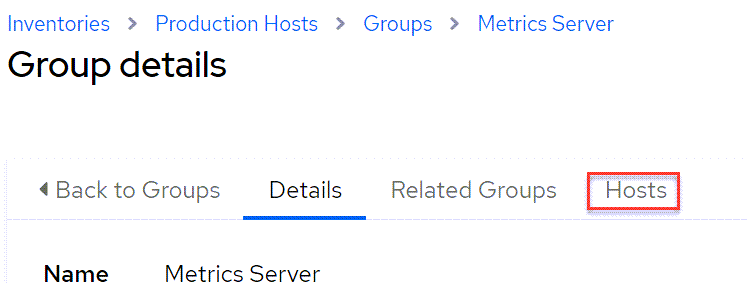 Inventories > Production Hosts > Groups > Metrics Server
Group details
Back to Groups Details Related Groups Hosts
Name Metrics Server